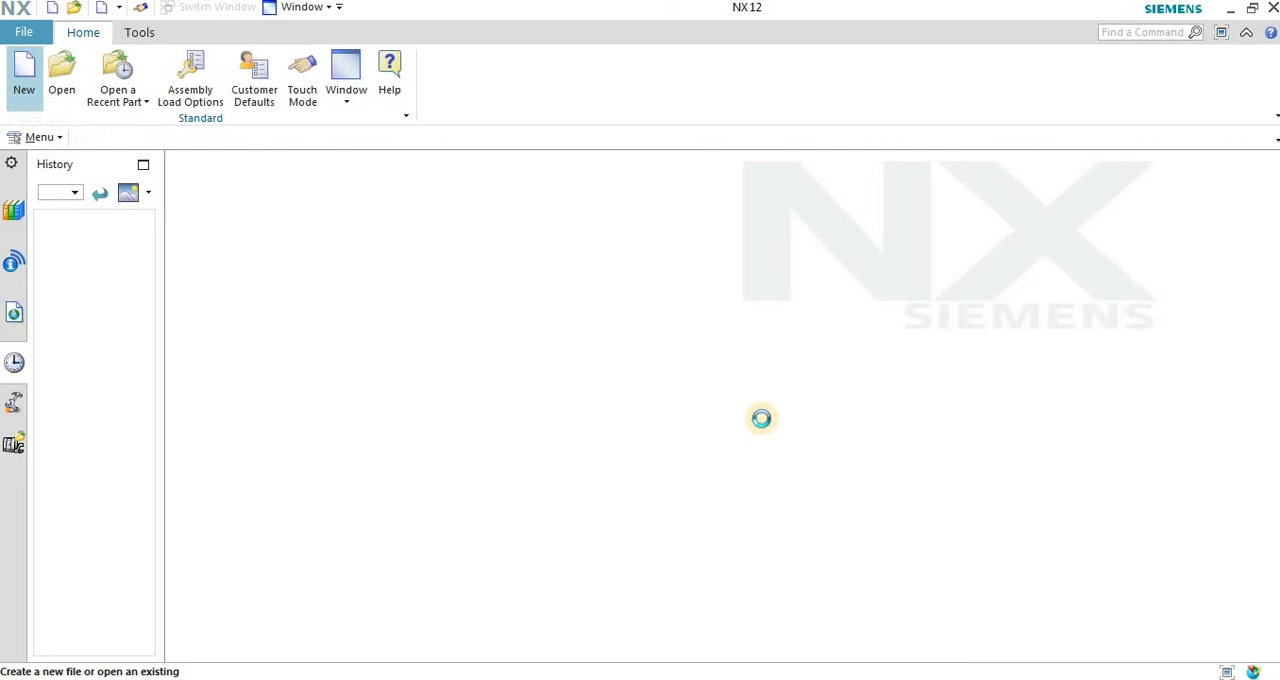 NX Switch Window Window NX 12 SIEMENS
File Home Tools Find a Command
New Open Open a Recent Part Assembly Load Options Customer Defaults Touch Mode Window Help
Standard
Menu
History
NX
SIEMENS
Create a new file or open an existing